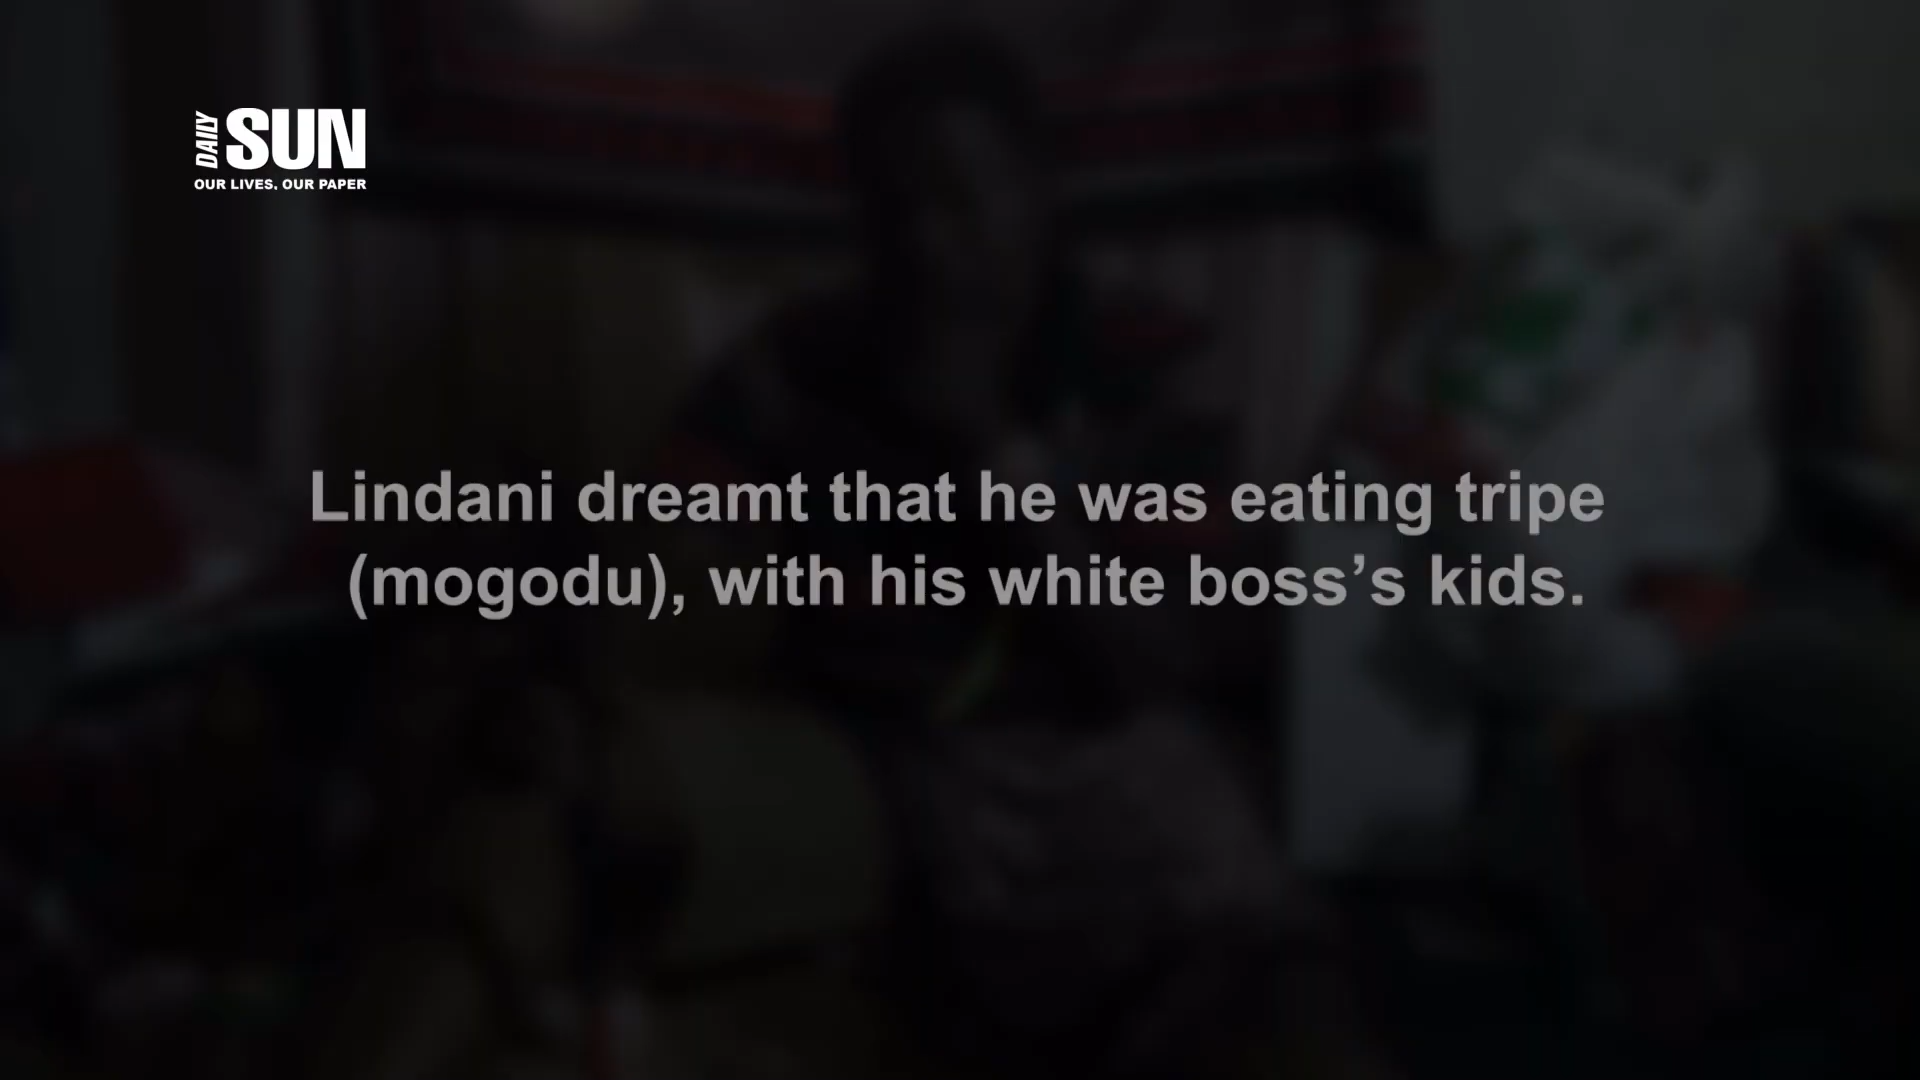 DAILY SUN
OUR LIVES, OUR PAPER
Lindani dreamt that he was eating tripe
(mogodu), with his white boss’s kids.